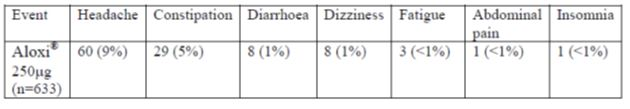 Event Headache Constipation Diarrhoea Dizziness Fatigue Abdominal pain Insomnia
Aloxi® 250µg (n=633) 60 (9%) 29 (5%) 8 (1%) 8 (1%) 3 (<1%) 1 (<1%) 1 (<1%)